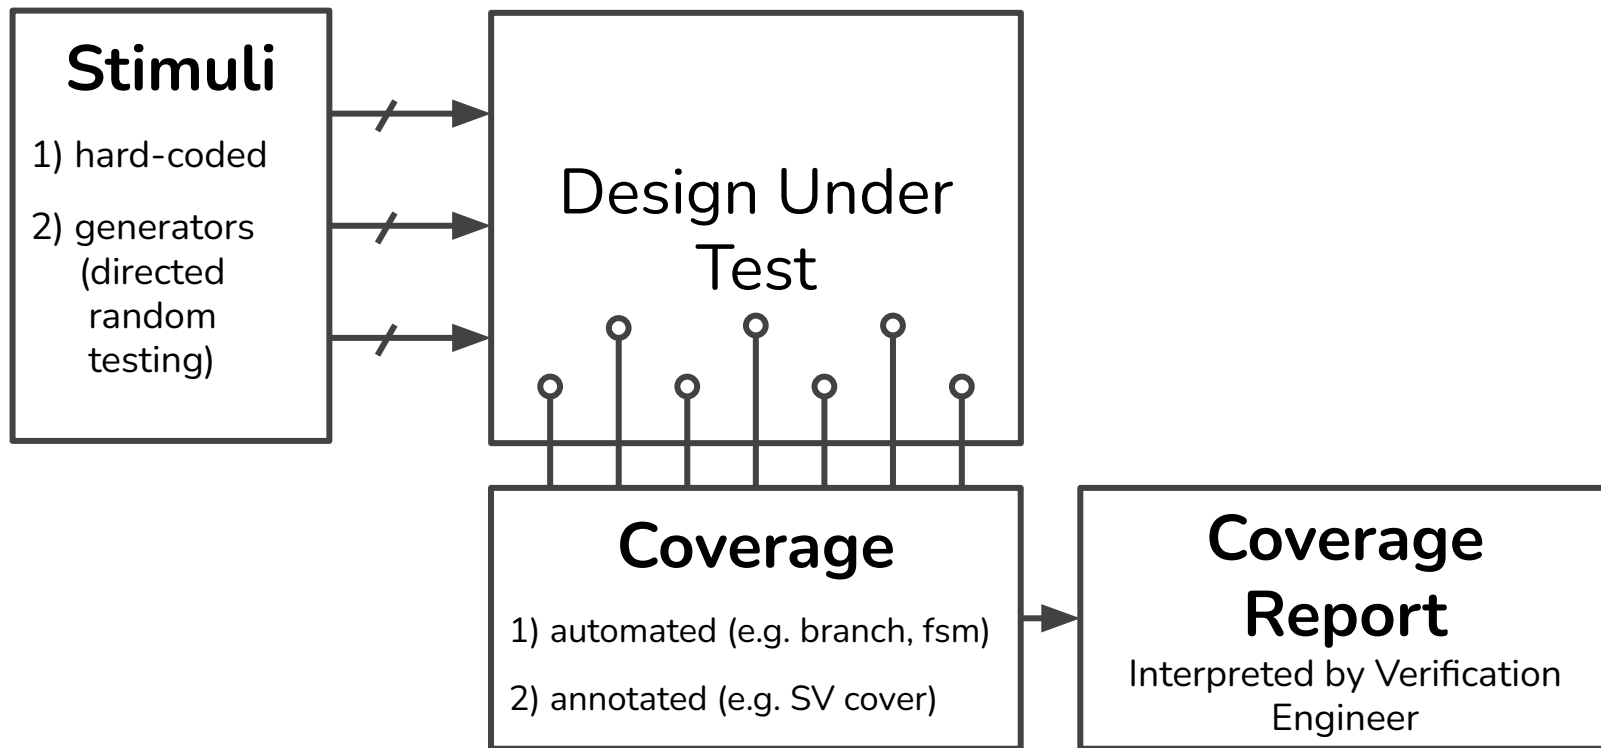 Stimuli
1) hard-coded
2) generators
(directed
random
testing)
Design Under
Test
Coverage
1) automated (e.g. branch, fsm)
2) annotated (e.g. SV cover)
Coverage
Report
Interpreted by Verification
Engineer